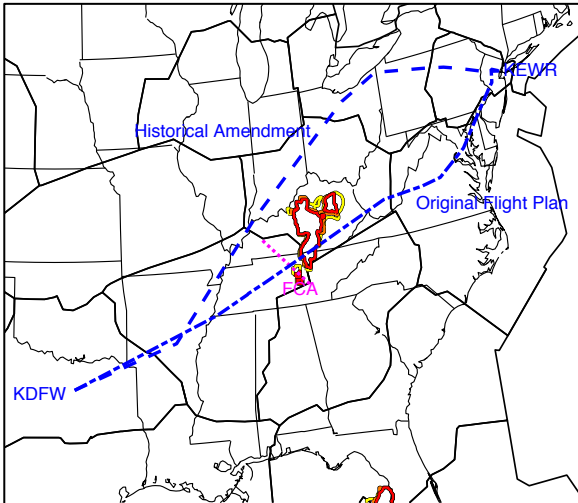 KEWR
Historical Amendment
Original Flight Plan
FCA
KDFW